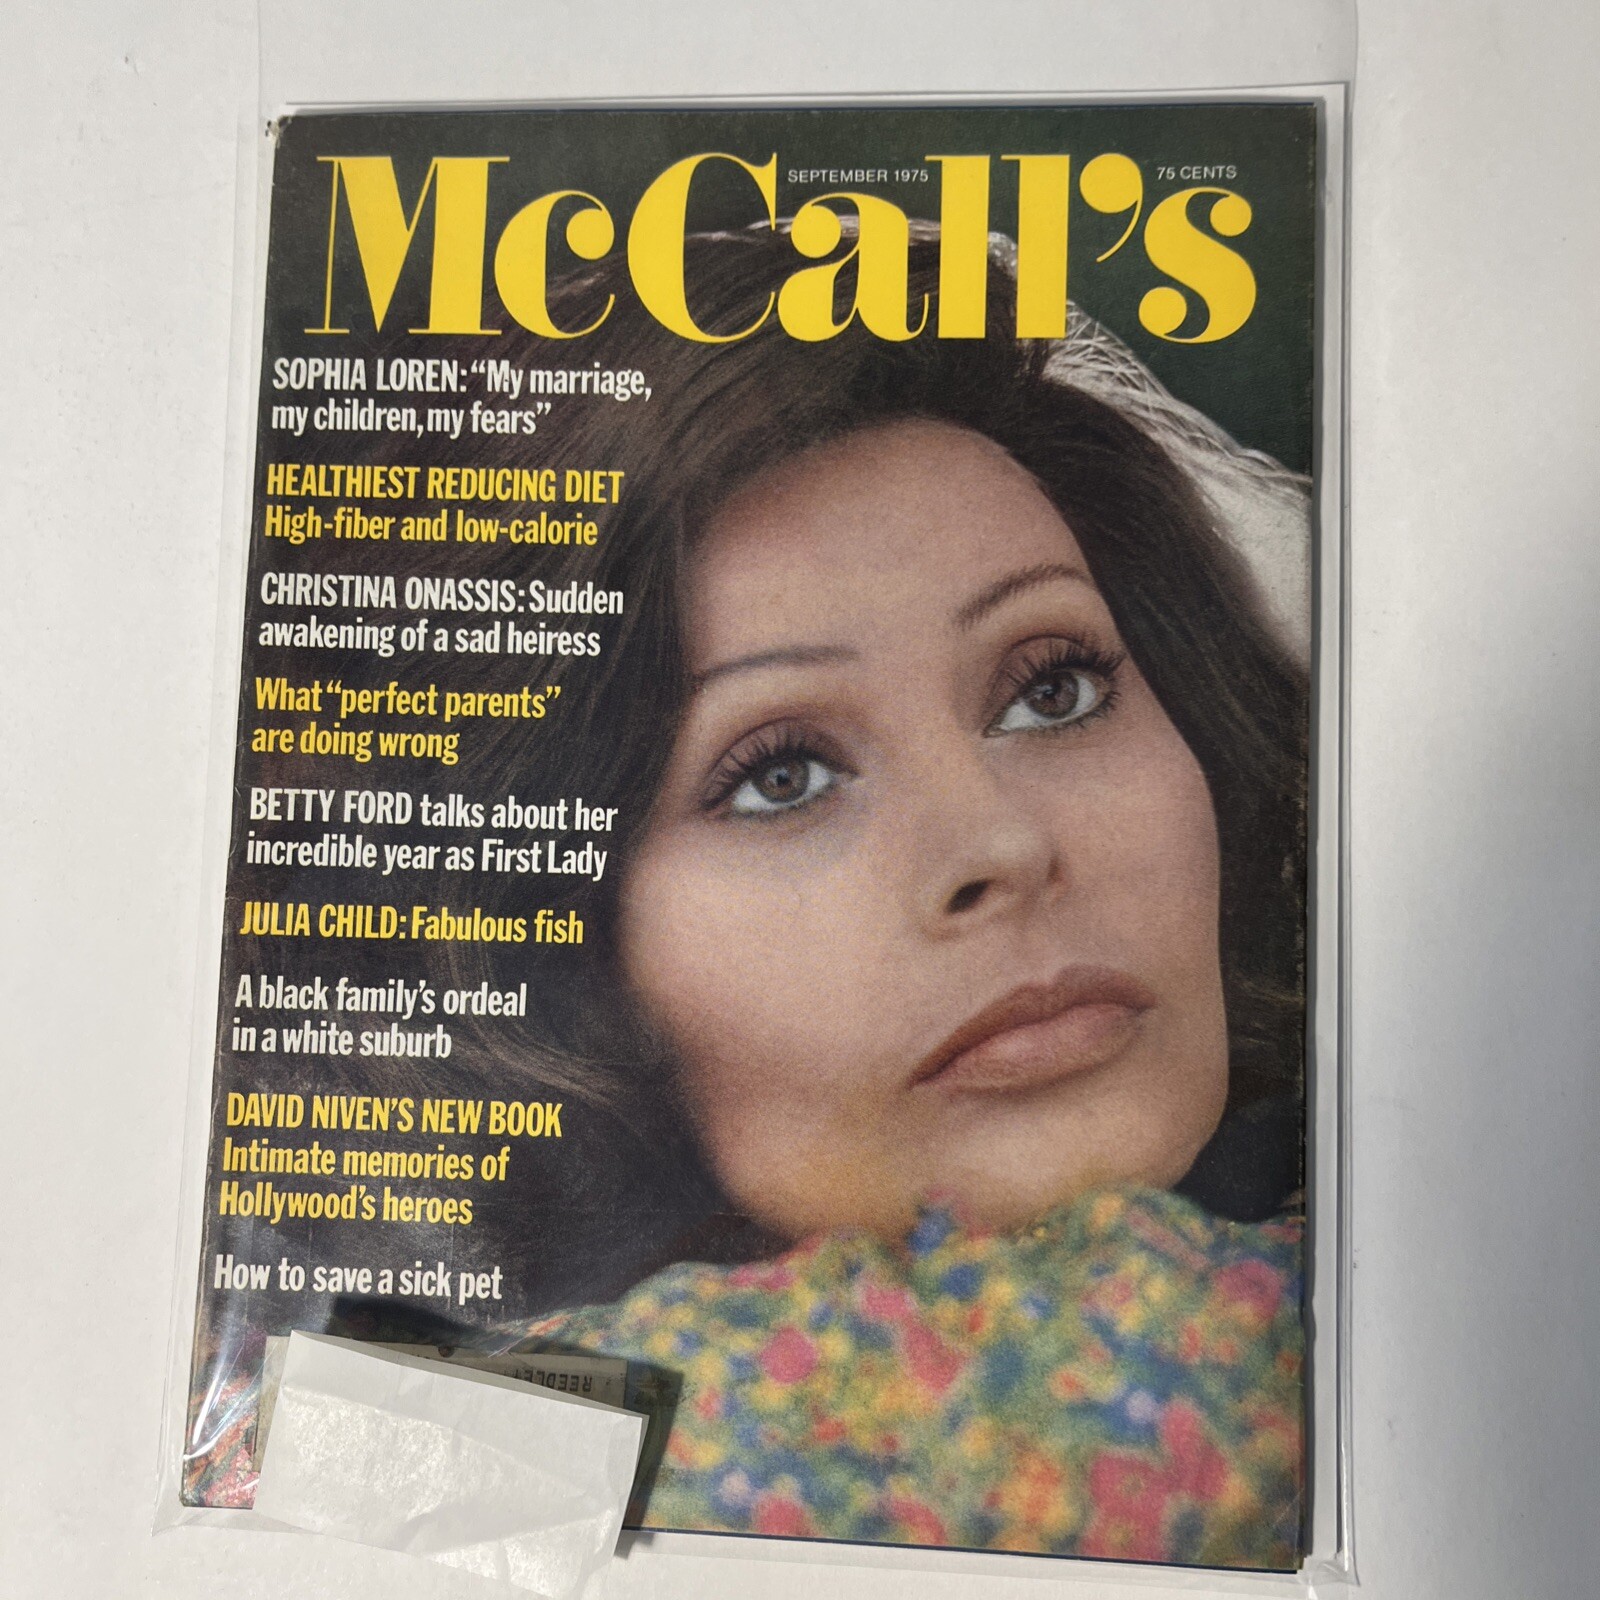 McCall's
SEPTEMBER 1975
75 CENTS
SOPHIA LOREN: “My marriage,
my children, my fears”
HEALTHIEST REDUCING DIET
High-fiber and low-calorie
CHRISTINA ONASSIS: Sudden
awakening of a sad heiress
What “perfect parents”
are doing wrong
BETTY FORD talks about her
incredible year as First Lady
JULIA CHILD: Fabulous fish
A black family's ordeal
in a white suburb
DAVID NIVEN'S NEW BOOK
Intimate memories of
Hollywood's heroes
How to save a sick pet